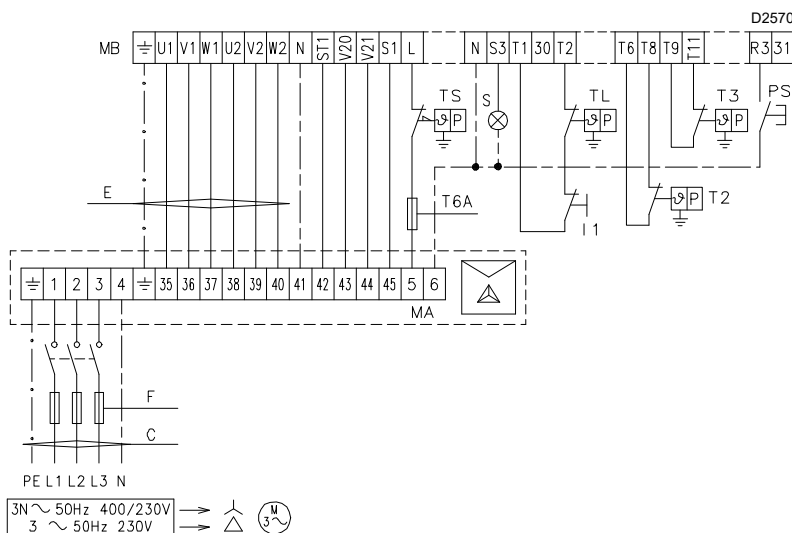 D2570
MB U1 V1 W1 U2 V2 W2 N ST1 V20 V21 S1 L N S3 T1 30 T2 T6 T8 T9 T11 R3 31
TS S TL T3 PS
ϑ P ϑ P ϑ P
E T6A ϑ P T2
I1
1 2 3 4 35 36 37 38 39 40 41 42 43 44 45 5 6
MA
F
C
PE L1 L2 L3 N
3N ~ 50Hz 400/230V
3 ~ 50Hz 230V
M
3~